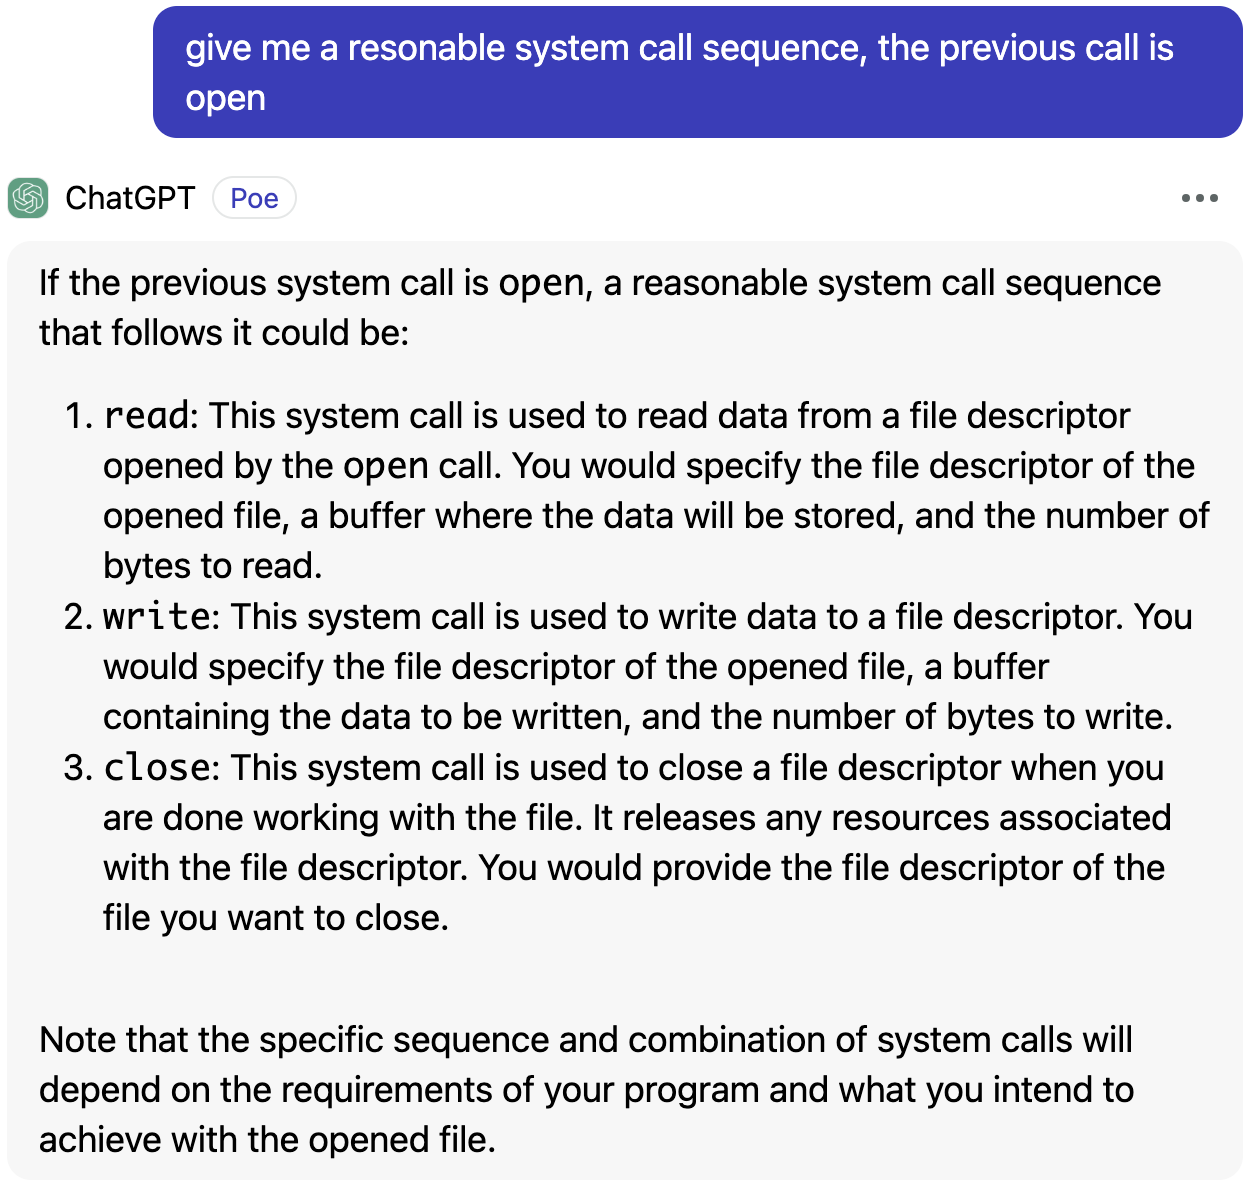 give me a resonable system call sequence, the previous call is
open
ChatGPT Poe
If the previous system call is open, a reasonable system call sequence
that follows it could be:
1. read: This system call is used to read data from a file descriptor
opened by the open call. You would specify the file descriptor of the
opened file, a buffer where the data will be stored, and the number of
bytes to read.
2. write: This system call is used to write data to a file descriptor. You
would specify the file descriptor of the opened file, a buffer
containing the data to be written, and the number of bytes to write.
3. close: This system call is used to close a file descriptor when you
are done working with the file. It releases any resources associated
with the file descriptor. You would provide the file descriptor of the
file you want to close.
Note that the specific sequence and combination of system calls will
depend on the requirements of your program and what you intend to
achieve with the opened file.